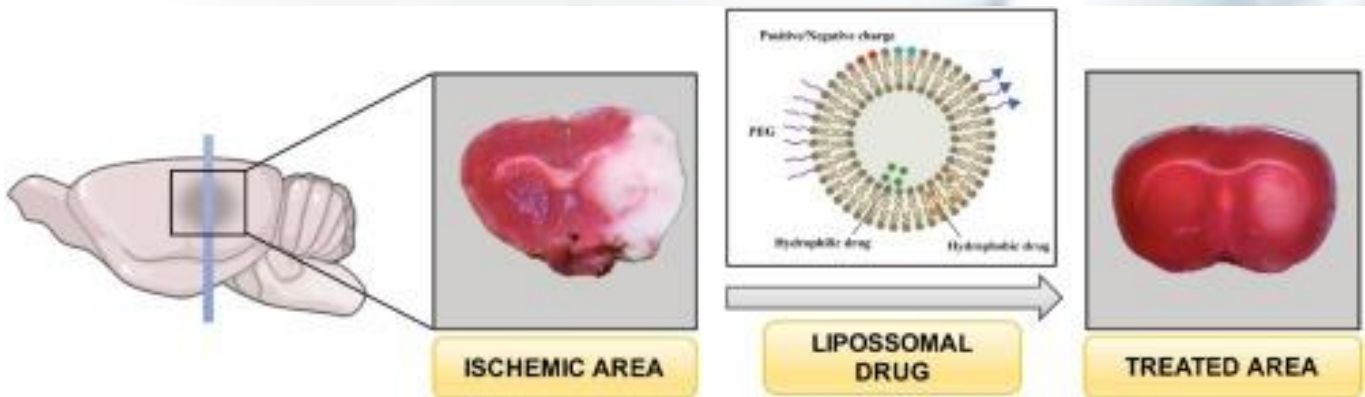 Positive/Negative charge
PEG
Hydrophilic drug
Hydrophobic drug
ISCHEMIC AREA
LIPOSSOMAL
DRUG
TREATED AREA